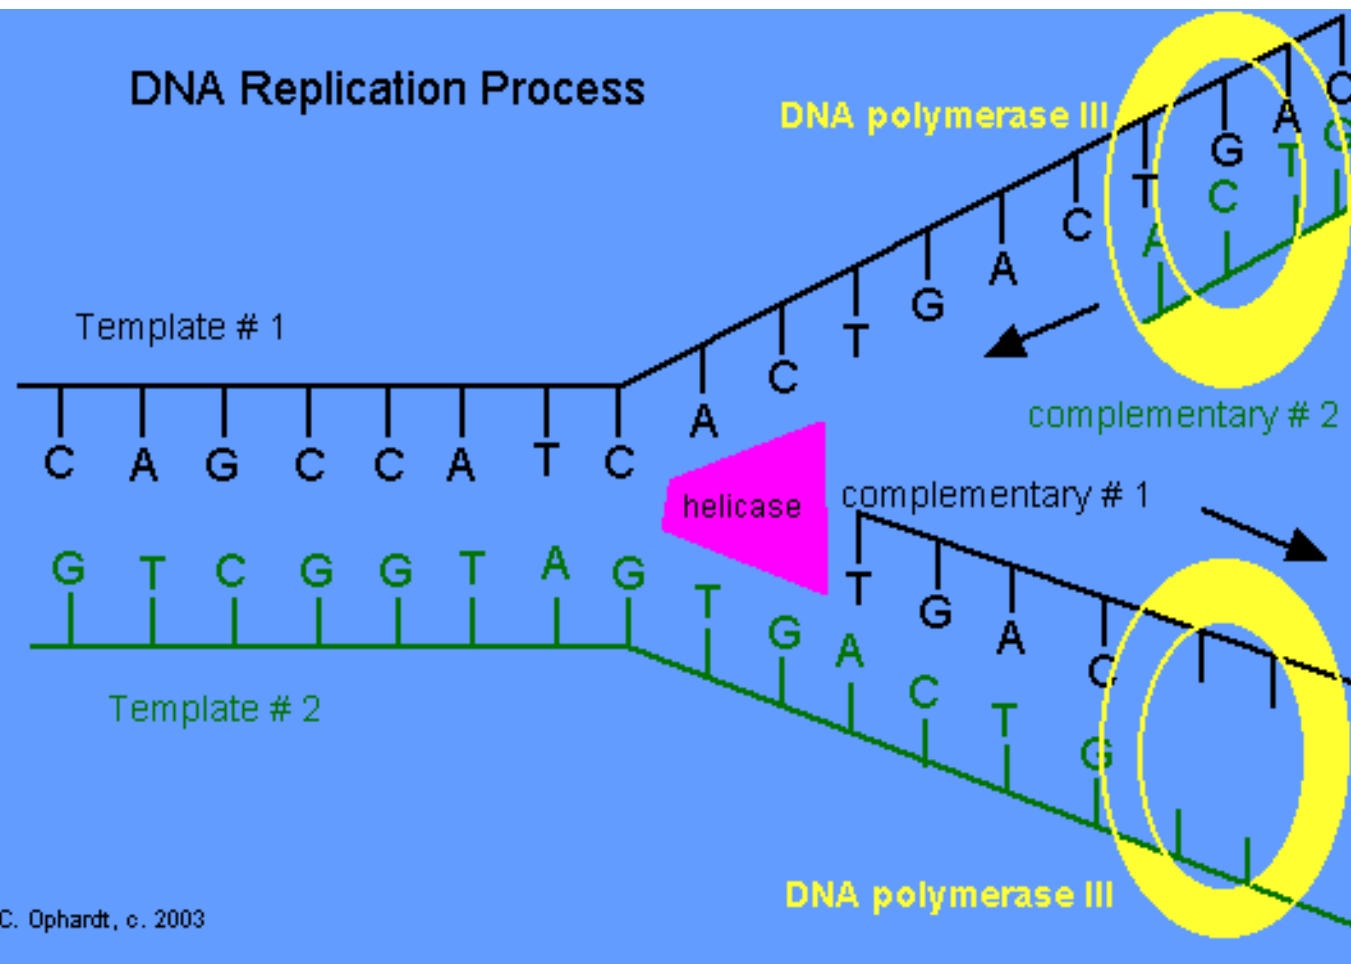 DNA Replication Process
DNA polymerase III
C A G C C A T C A C T G A C T G A C
A C T G
Template # 1
complementary # 2
helicase
complementary # 1
T G A C
G T C G G T A G T G A C T G
Template # 2
DNA polymerase III
C. Ophardt, c. 2003